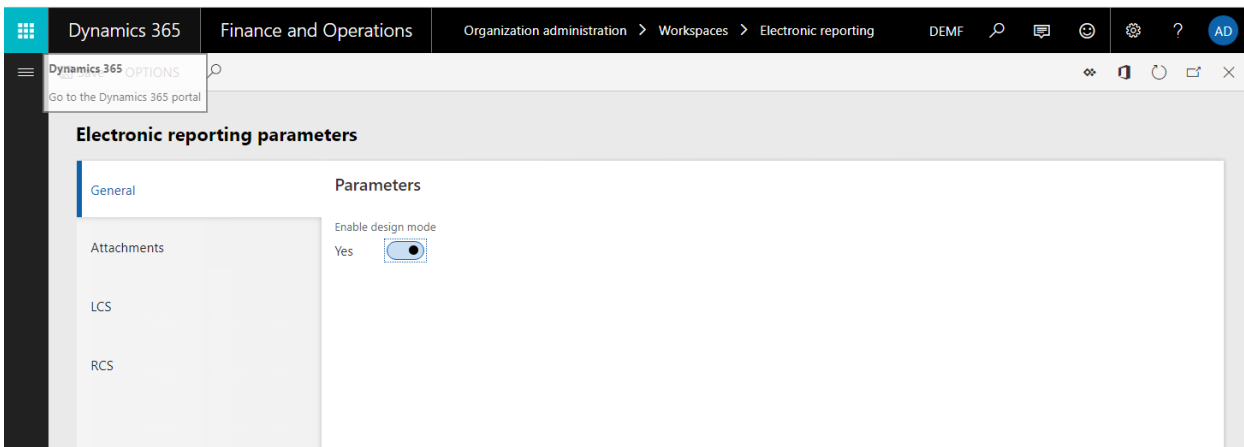 Dynamics 365 Finance and Operations Organization administration > Workspaces > Electronic reporting DEMF ? AD
Dynamics 365 OPTIONS
Go to the Dynamics 365 portal
Electronic reporting parameters
General
Parameters
Enable design mode
Yes
Attachments
LCS
RCS